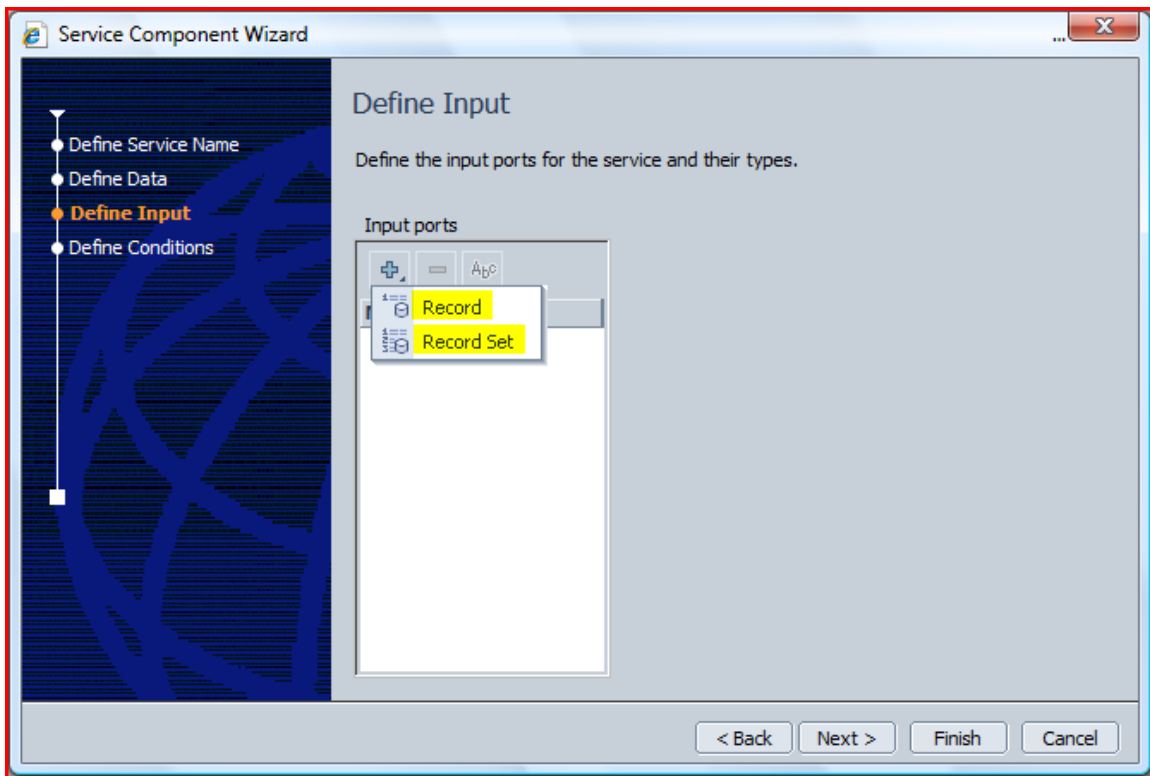 Service Component Wizard
...
X
Define Service Name
Define Data
Define Input
Define Conditions
Define Input
Define the input ports for the service and their types.
Input ports
Abc
Record
Record Set
< Back
Next >
Finish
Cancel